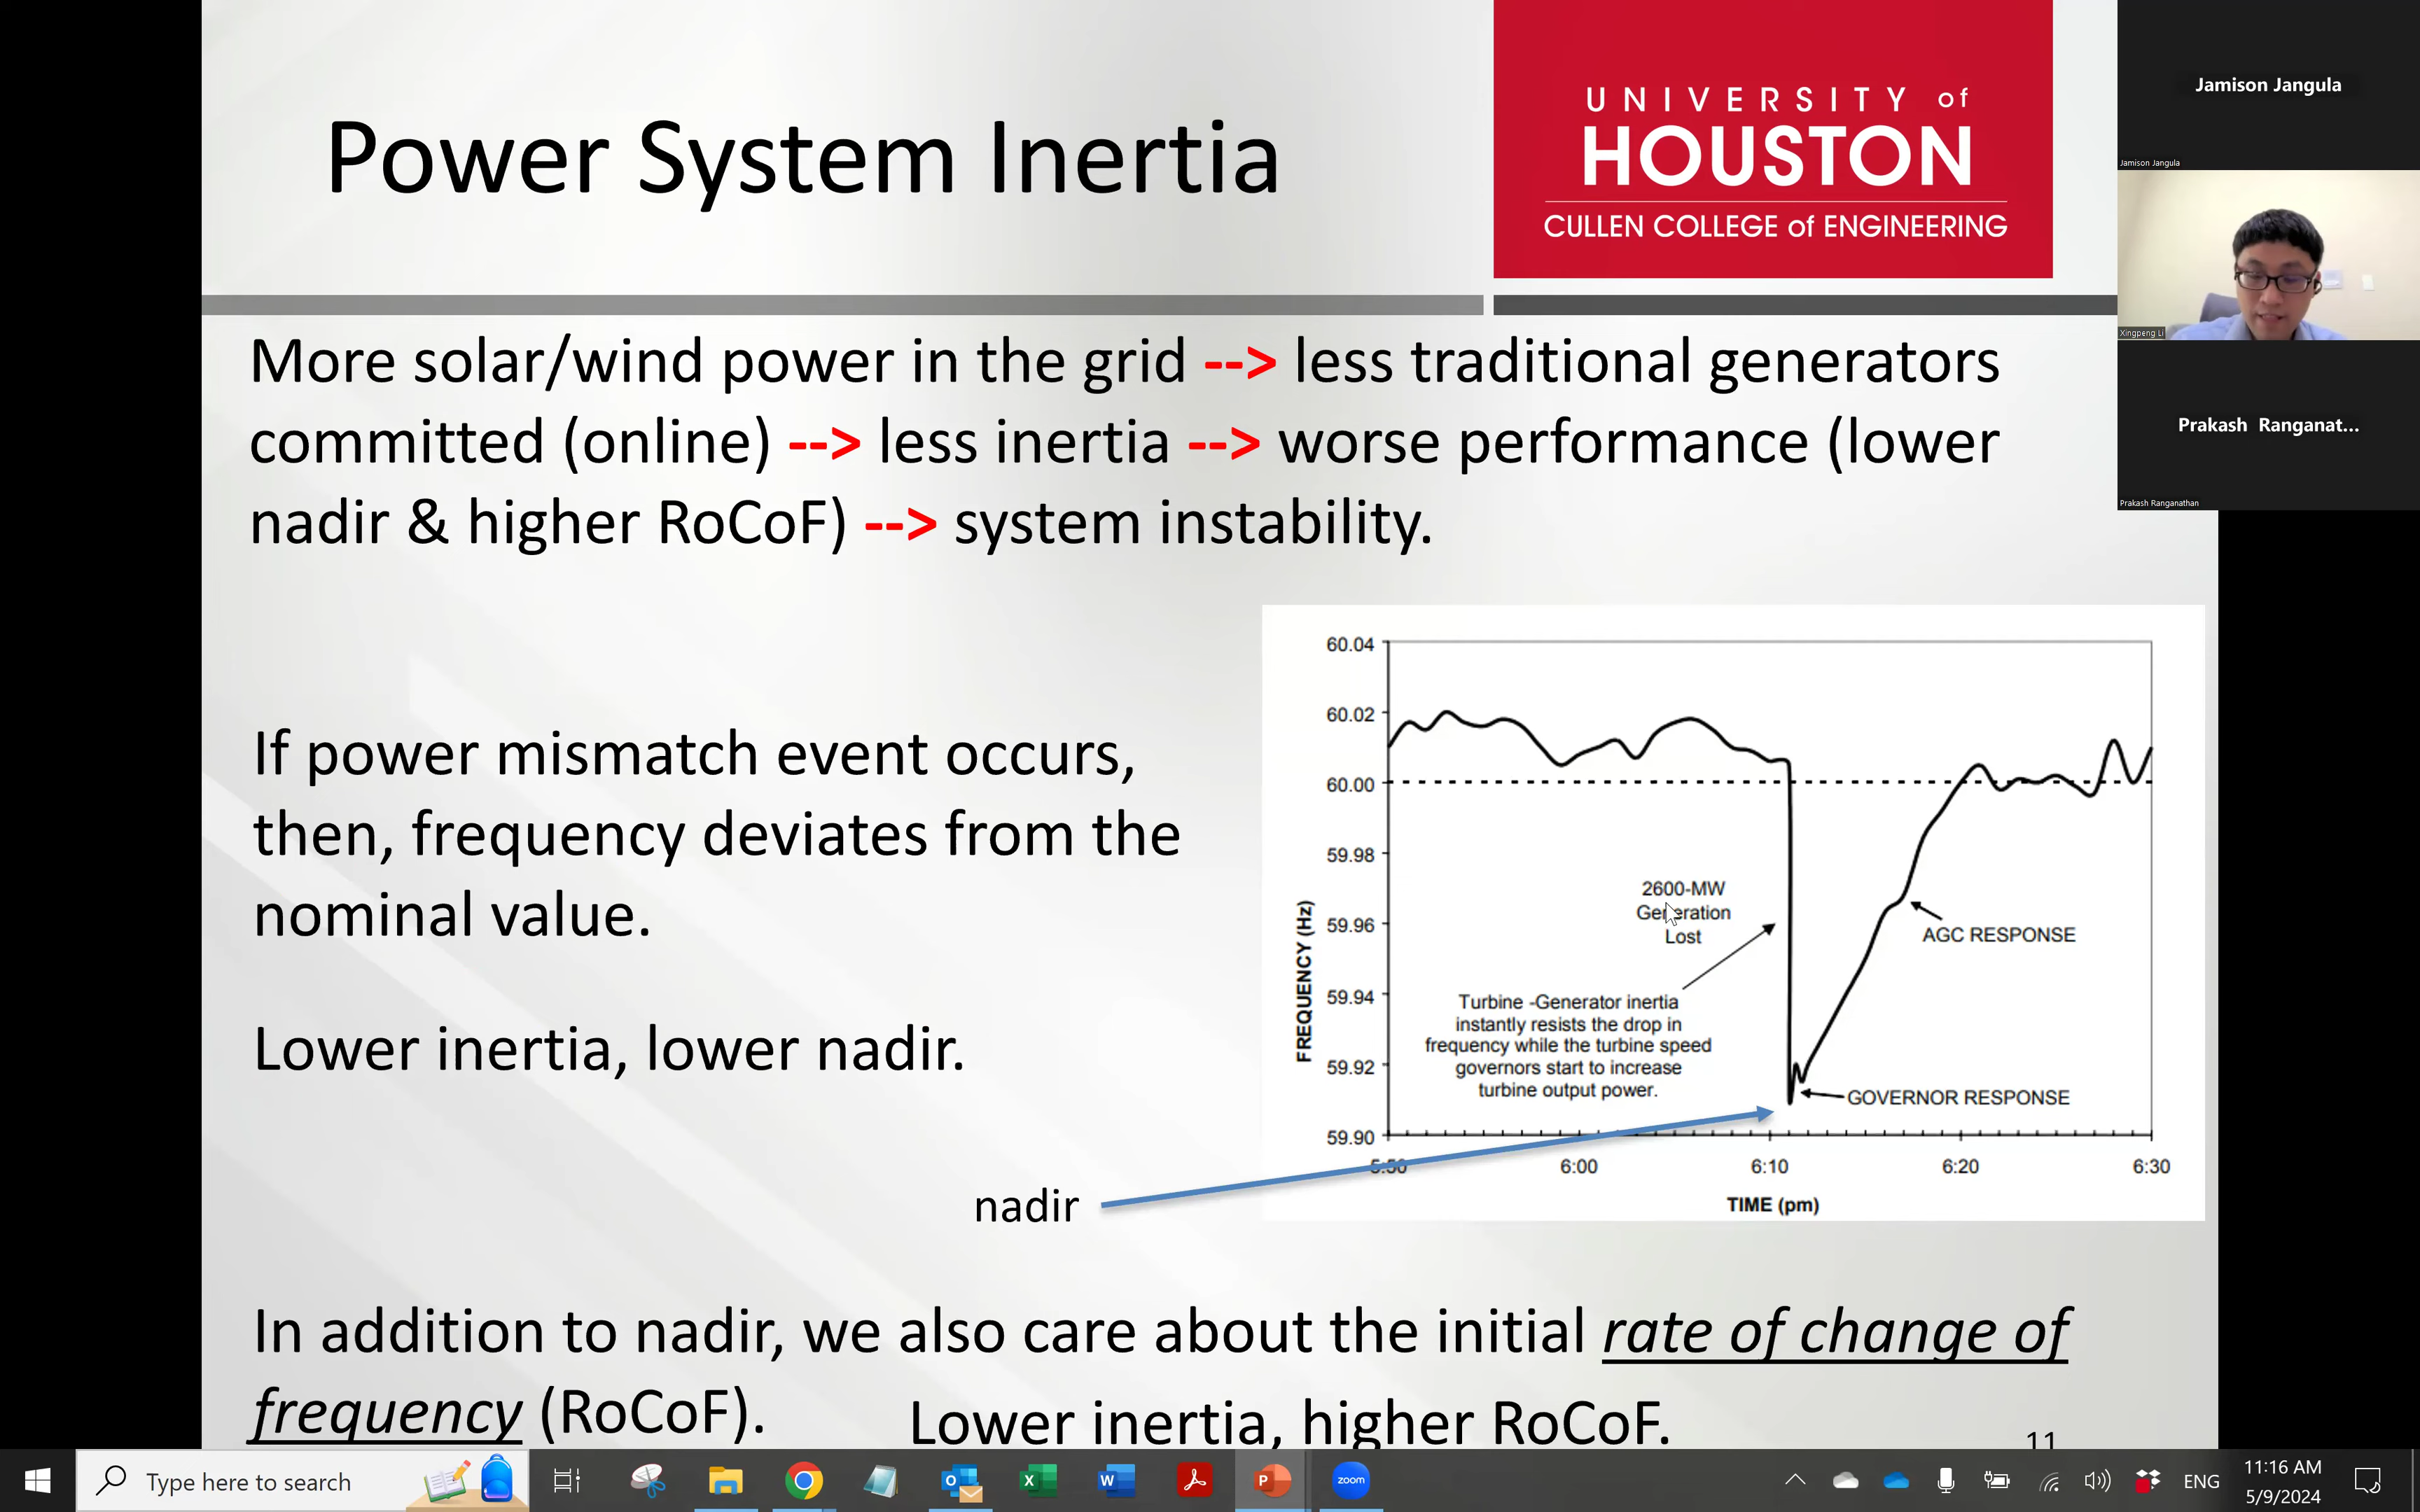 Power System Inertia
UNIVERSITY of
HOUSTON
CULLEN COLLEGE of ENGINEERING
Jamison Jangula
Jamison Jangula
Xingpeng Li
Prakash Ranganat...
Prakash Ranganathan
More solar/wind power in the grid --> less traditional generators
committed (online) --> less inertia --> worse performance (lower
nadir & higher RoCoF) --> system instability.
If power mismatch event occurs,
then, frequency deviates from the
nominal value.
Lower inertia, lower nadir.
nadir
60.04
60.02
60.00
59.98
59.96
59.94
59.92
59.90
FREQUENCY (Hz)
2600-MW
Generation
Lost
Turbine -Generator inertia
instantly resists the drop in
frequency while the turbine speed
governors start to increase
turbine output power.
AGC RESPONSE
GOVERNOR RESPONSE
5:50
6:00
6:10
6:20
6:30
TIME (pm)
In addition to nadir, we also care about the initial rate of change of
frequency (RoCoF).
Lower inertia, higher RoCoF.
11
Type here to search
zoom
ENG
11:16 AM
5/9/2024